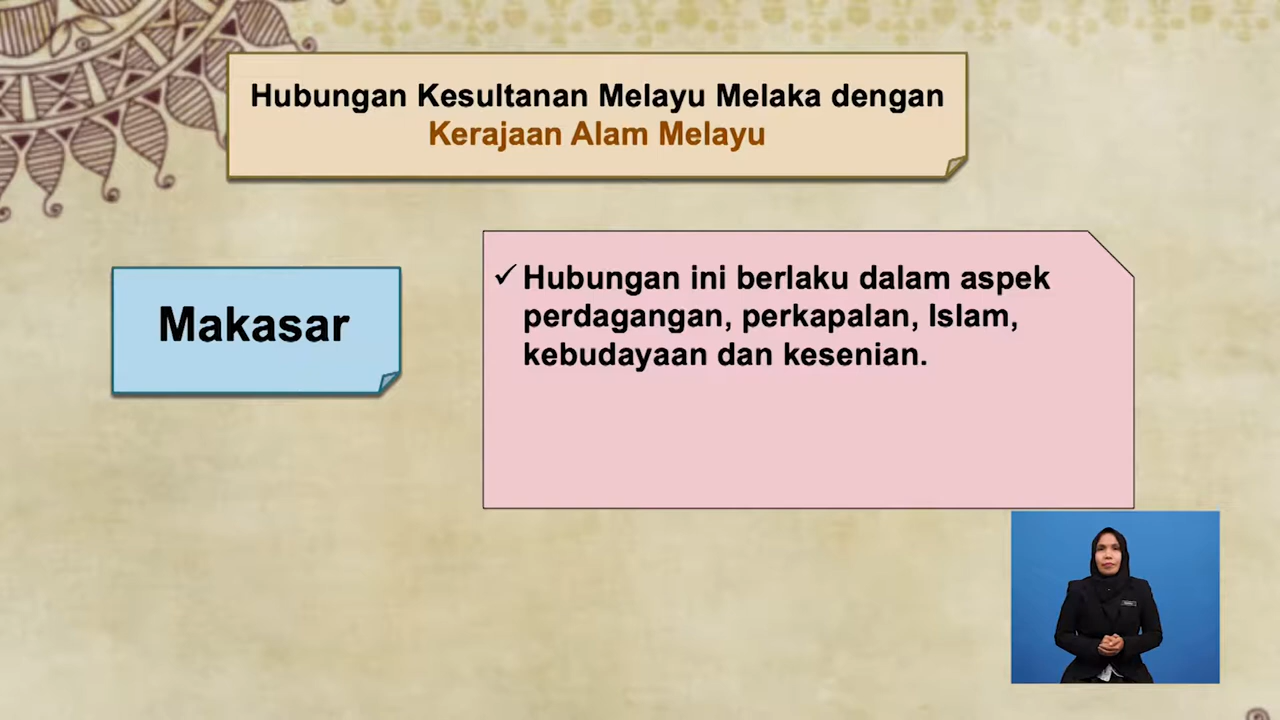 Hubungan Kesultanan Melayu Melaka dengan
Kerajaan Alam Melayu
Makasar
✓ Hubungan ini berlaku dalam aspek
perdagangan, perkapalan, Islam,
kebudayaan dan kesenian.